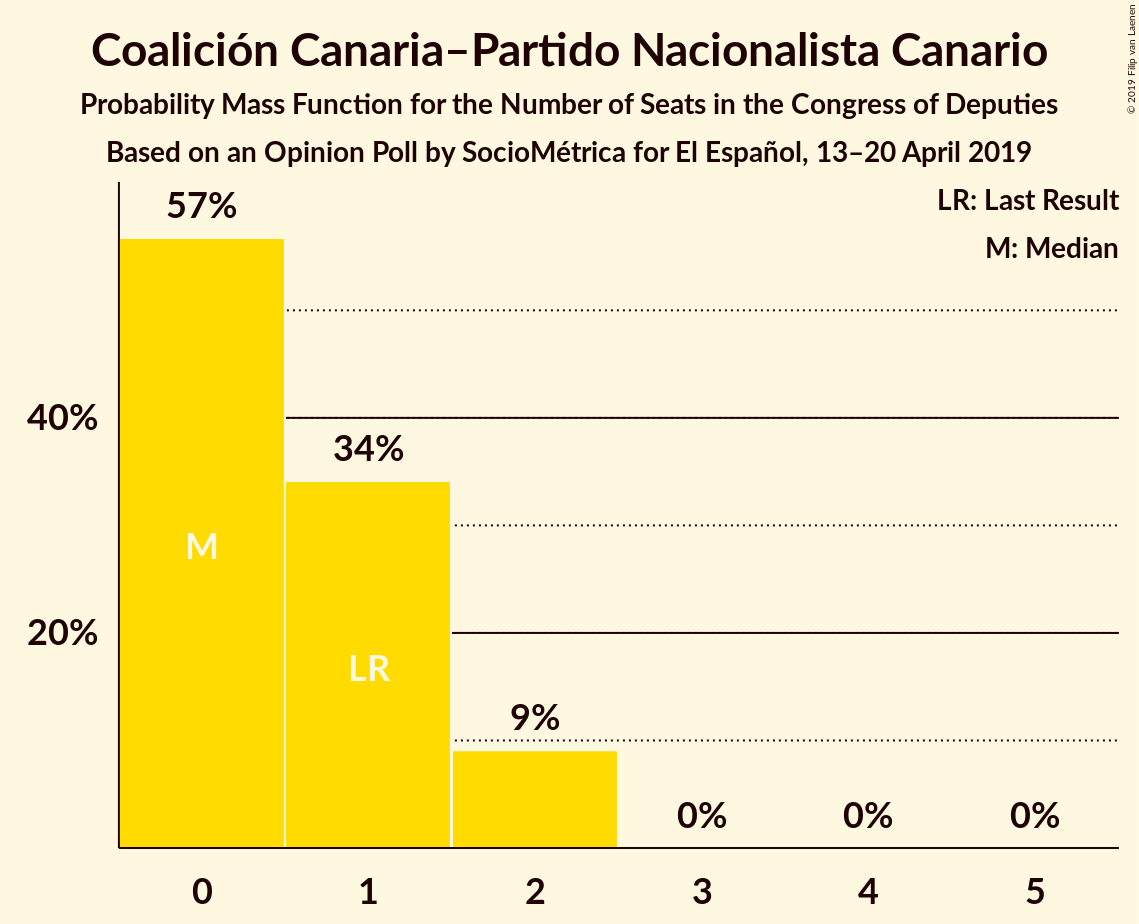 Coalición Canaria–Partido Nacionalista Canario
Probability Mass Function for the Number of Seats in the Congress of Deputies
Based on an Opinion Poll by SocioMétrica for El Español, 13–20 April 2019
© 2019 Filip van Laenen
LR: Last Result
M: Median
57%
40%
34%
M
20%
LR
9%
0% 0% 0%
0 1 2 3 4 5